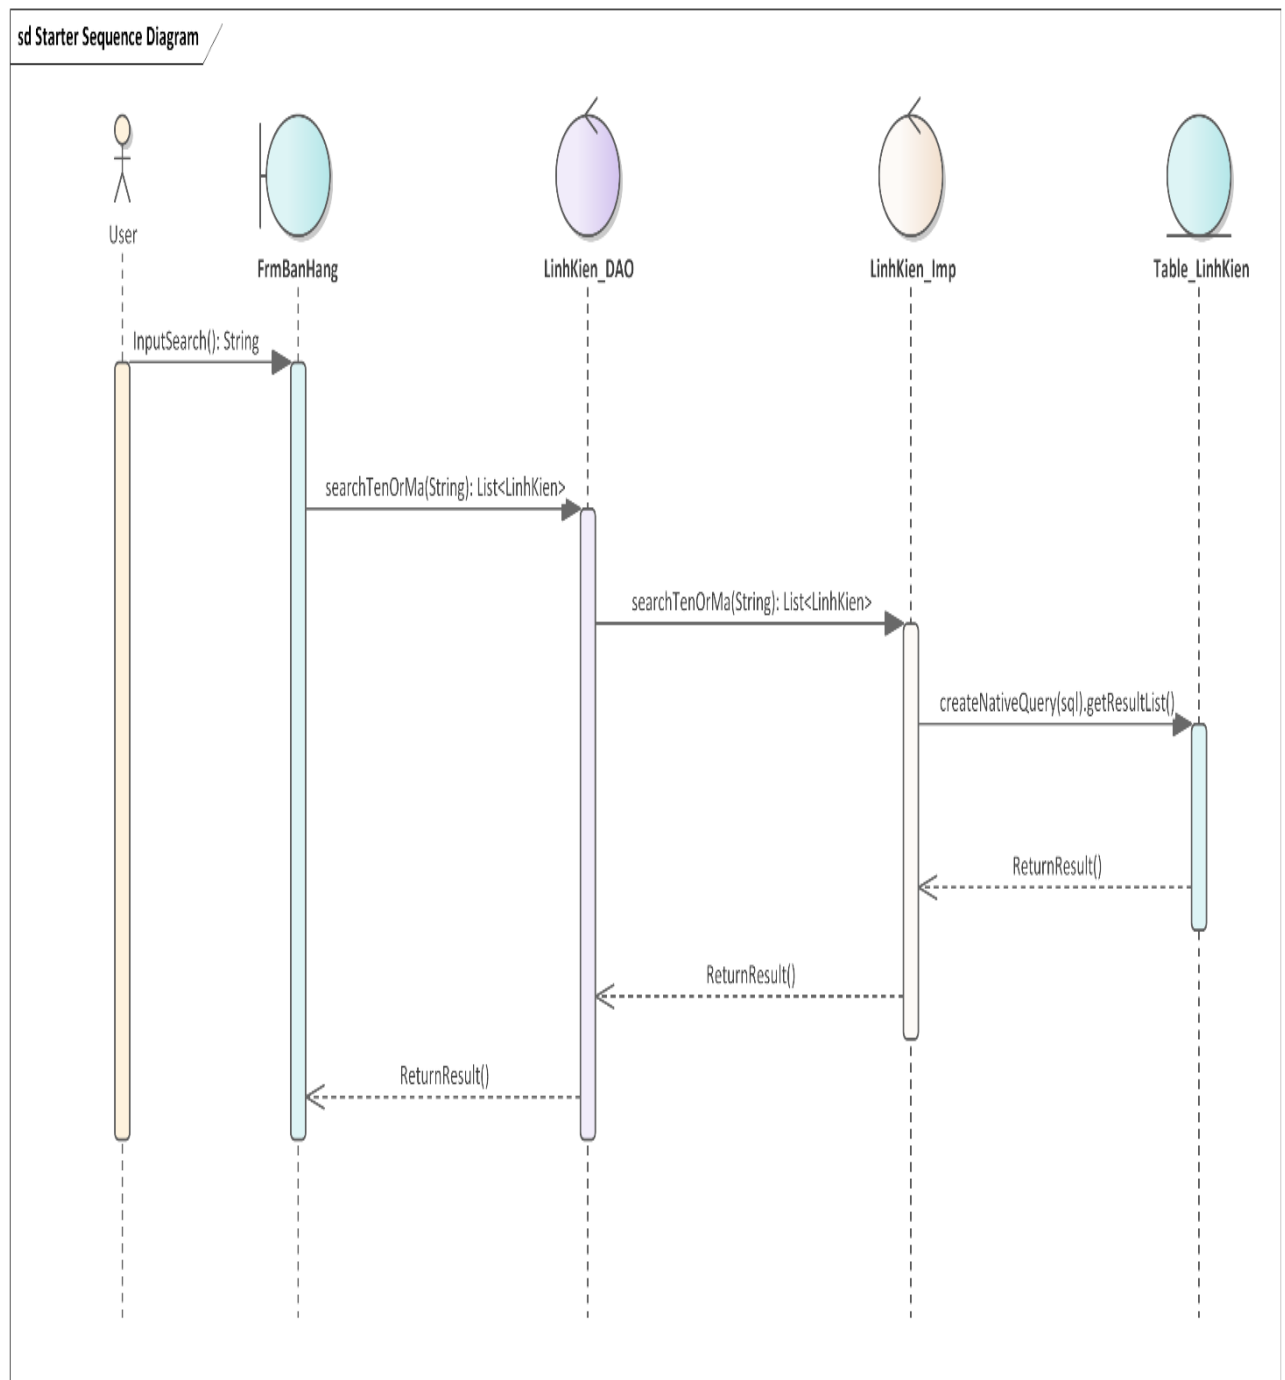 sd Starter Sequence Diagram
User
FrmBanHang
LinhKien_DAO
LinhKien_Imp
Table_LinhKien
InputSearch(): String
searchTenOrMa(String): List<LinhKien>
searchTenOrMa(String): List<LinhKien>
createNativeQuery(sql).getResultList()
ReturnResult()
ReturnResult()
ReturnResult()